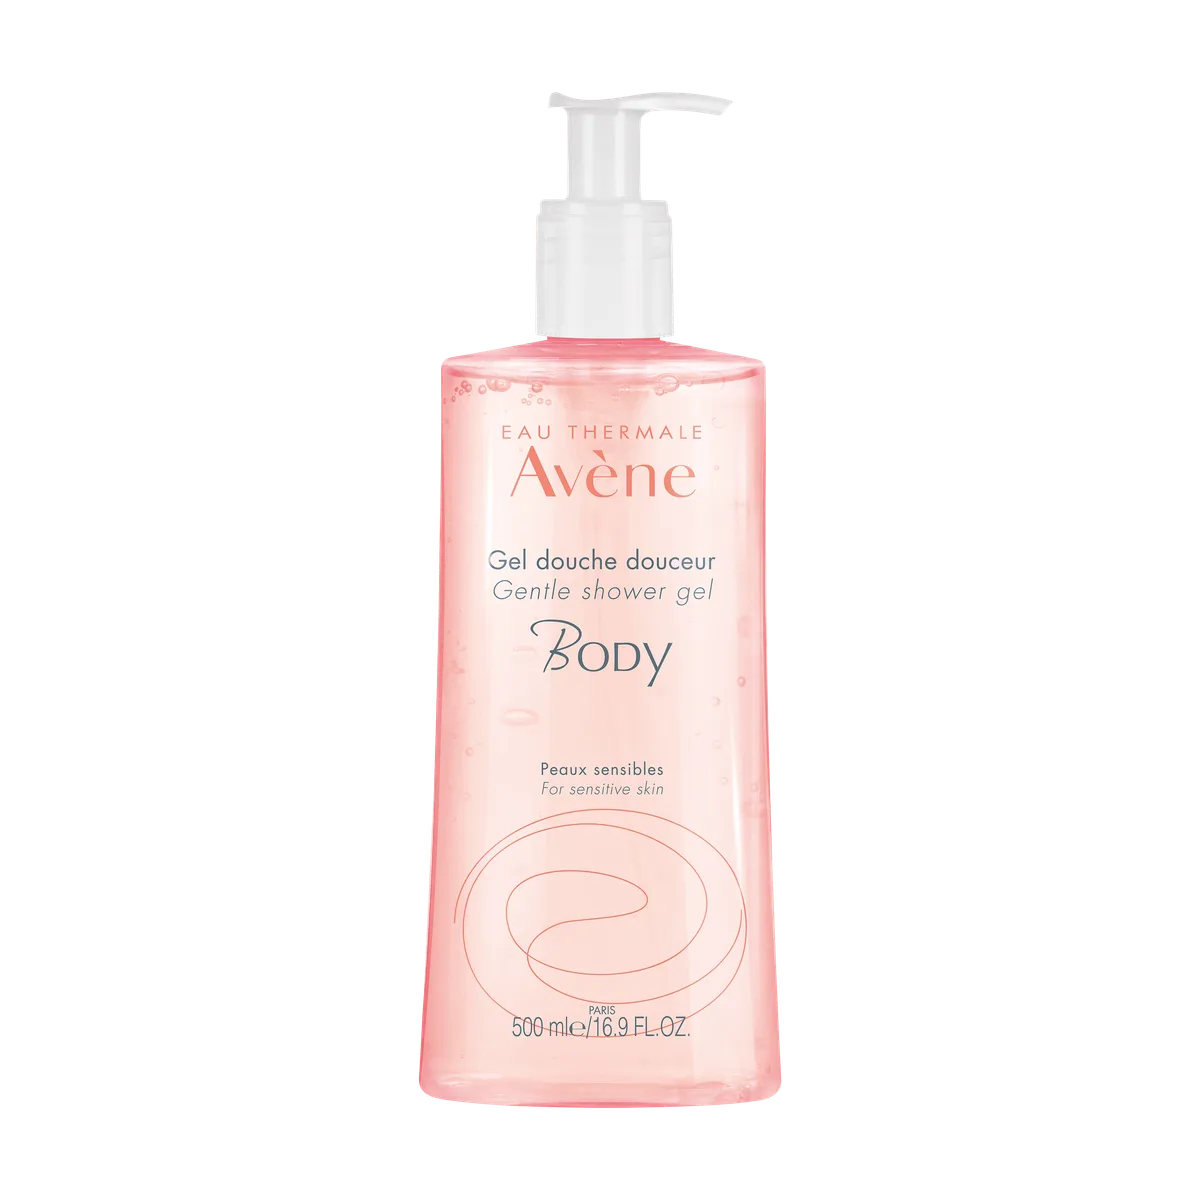 EAU THERMALE
Avène
Gel douche douceur
Gentle shower gel
BODY
Peaux sensibles
For sensitive skin
PARIS
500 ml℮/16.9 FL.OZ.